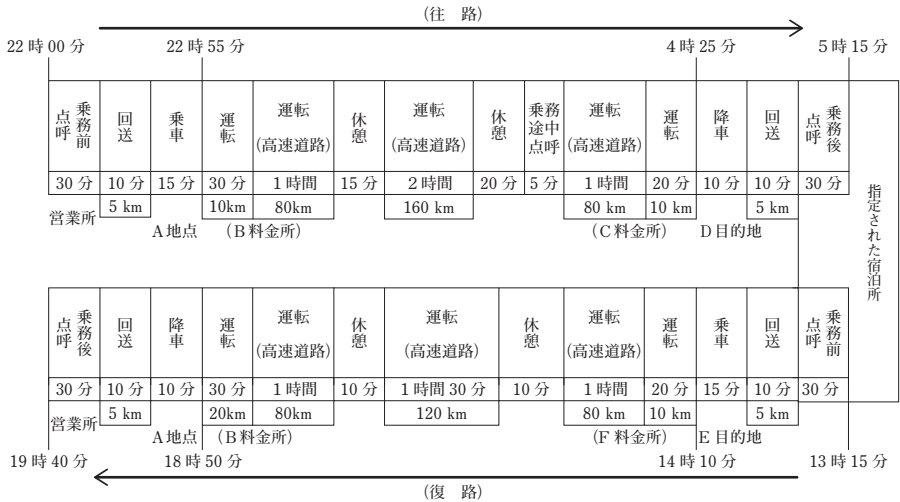 (往　路)
22時00分　22時55分　4時25分　5時15分
乗務前点呼　回送　乗車　運転　運転(高速道路)　休憩　運転(高速道路)　休憩　乗務途中点呼　運転(高速道路)　運転　降車　回送　乗務後点呼
30分　10分　15分　30分　1時間　15分　2時間　20分　5分　1時間　20分　10分　10分　30分
5 km　10km　80km　160 km　80 km　10 km　5 km
営業所　A地点　(B料金所)　(C料金所)　D目的地
指定された宿泊所
乗務後点呼　回送　降車　運転　運転(高速道路)　休憩　運転(高速道路)　休憩　運転(高速道路)　運転　乗車　回送　乗務前点呼
30分　10分　10分　30分　1時間　10分　1時間30分　10分　1時間　20分　15分　10分　30分
5 km　20km　80km　120 km　80 km　10 km　5 km
営業所　A地点　(B料金所)　(F料金所)　E目的地
19時40分　18時50分　14時10分　13時15分
(復　路)